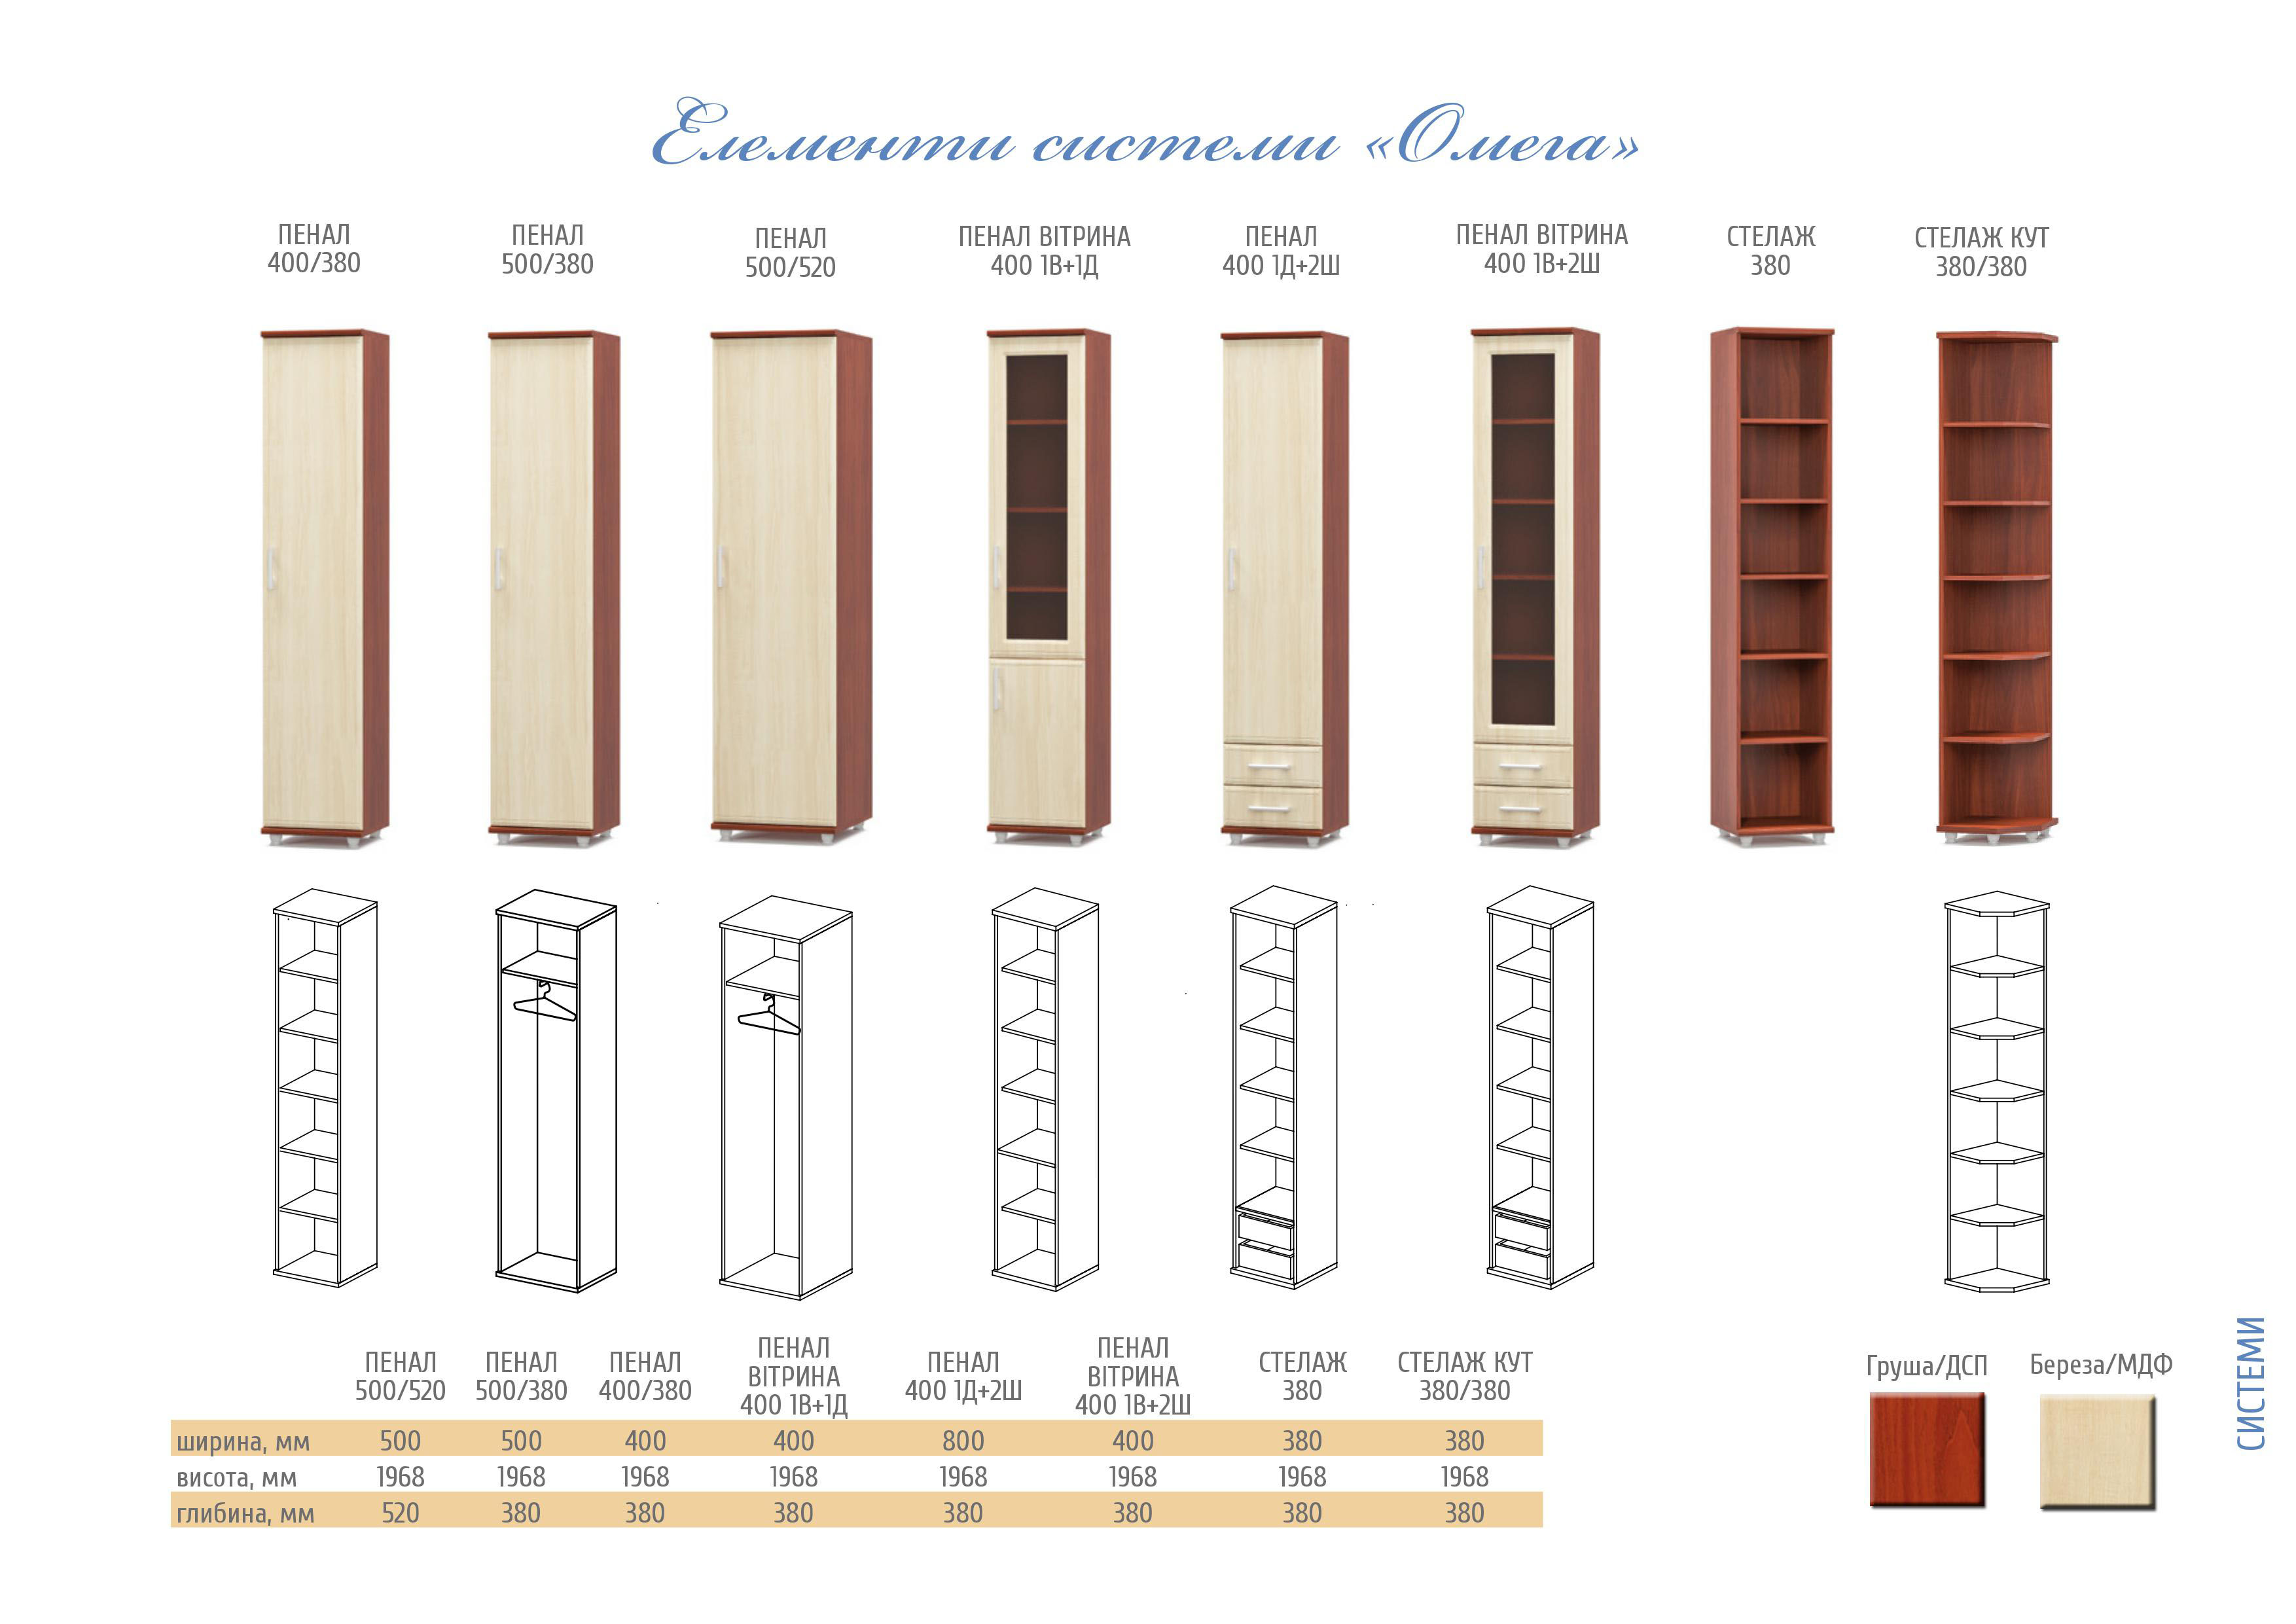 Елементи системи «Омега»
ПЕНАЛ
400/380
ПЕНАЛ
500/380
ПЕНАЛ
500/520
ПЕНАЛ ВІТРИНА
400 1В+1Д
ПЕНАЛ
400 1Д+2Ш
ПЕНАЛ ВІТРИНА
400 1В+2Ш
СТЕЛАЖ
380
СТЕЛАЖ КУТ
380/380
ПЕНАЛ
500/520
ПЕНАЛ
500/380
ПЕНАЛ
400/380
ПЕНАЛ
ВІТРИНА
400 1В+1Д
ПЕНАЛ
400 1Д+2Ш
ПЕНАЛ
ВІТРИНА
400 1В+2Ш
СТЕЛАЖ
380
СТЕЛАЖ КУТ
380/380
ширина, мм 500 500 400 400 800 400 380 380
висота, мм 1968 1968 1968 1968 1968 1968 1968 1968
глибина, мм 520 380 380 380 380 380 380 380
Груша/ДСП
Береза/МДФ
СИСТЕМИ